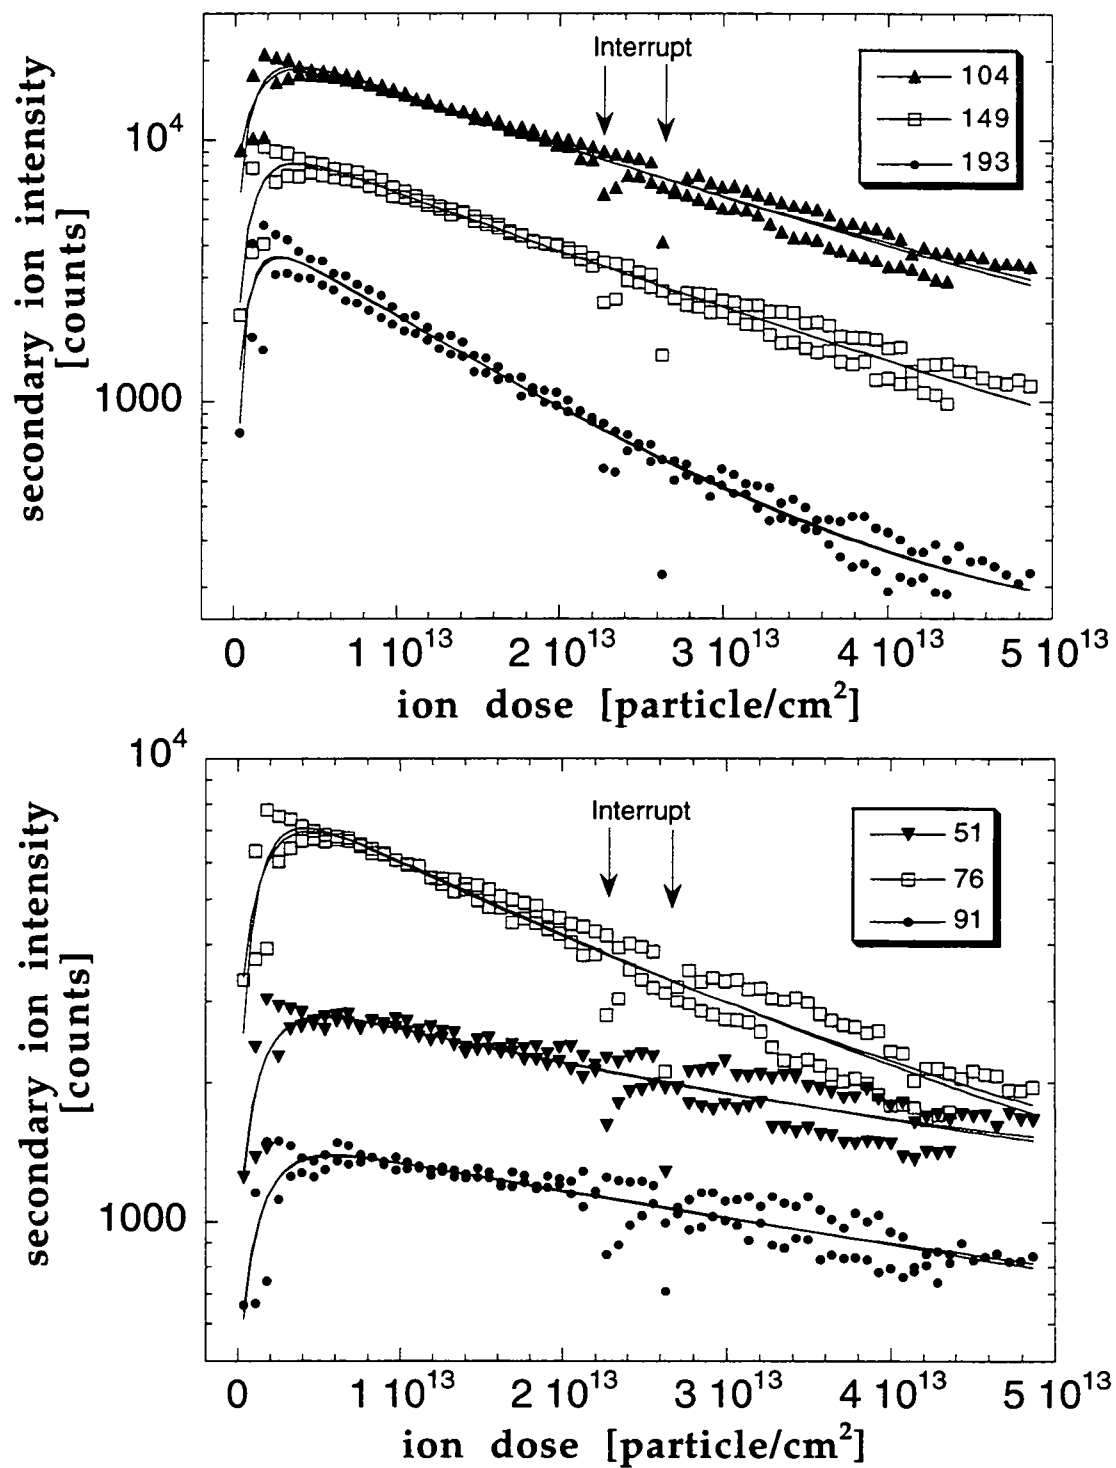 secondary ion intensity
[counts]
10⁴
1000
Interrupt
104
149
193
0
1 10¹³
2 10¹³
3 10¹³
4 10¹³
5 10¹³
ion dose [particle/cm²]
secondary ion intensity
[counts]
10⁴
1000
Interrupt
51
76
91
0
1 10¹³
2 10¹³
3 10¹³
4 10¹³
5 10¹³
ion dose [particle/cm²]